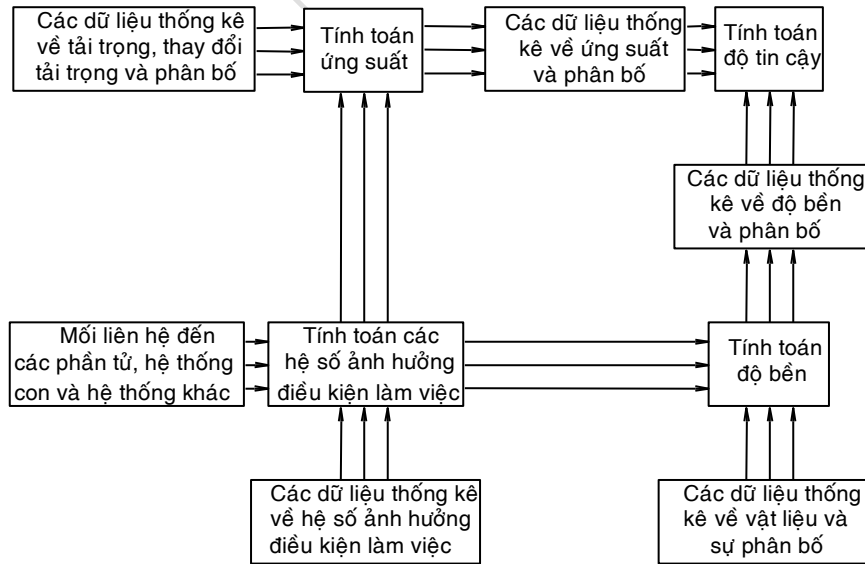 Các dữ liệu thống kê
về tải trọng, thay đổi
tải trọng và phân bố
Tính toán
ứng suất
Các dữ liệu thống
kê về ứng suất
và phân bố
Tính toán
độ tin cậy
Các dữ liệu thống
kê về độ bền
và phân bố
Mối liên hệ đến
các phần tử, hệ thống
con và hệ thống khác
Tính toán các
hệ số ảnh hưởng
điều kiện làm việc
Tính toán
độ bền
Các dữ liệu thống kê
về hệ số ảnh hưởng
điều kiện làm việc
Các dữ liệu thống
kê về vật liệu và
sự phân bố